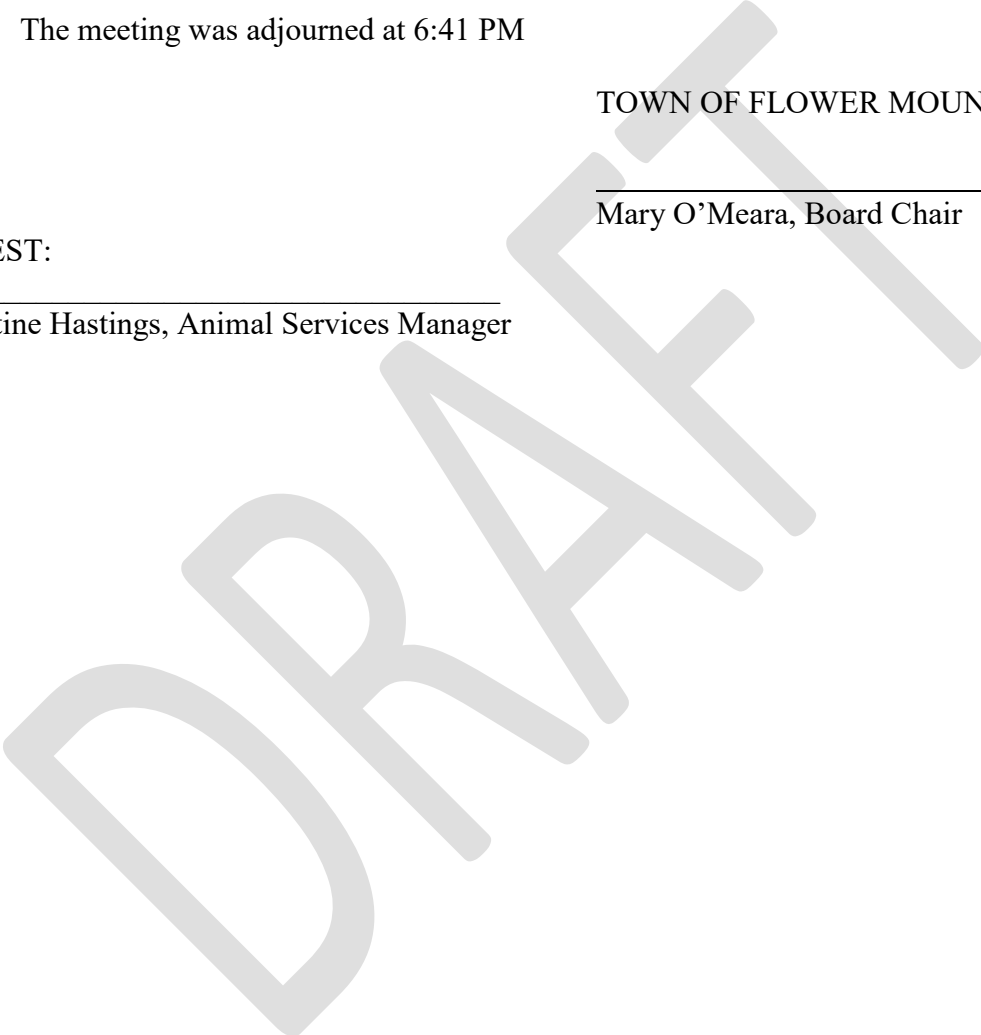 The meeting was adjourned at 6:41 PM
TOWN OF FLOWER MOUN
Mary O’Meara, Board Chair
EST:
tine Hastings, Animal Services Manager
DRAFT